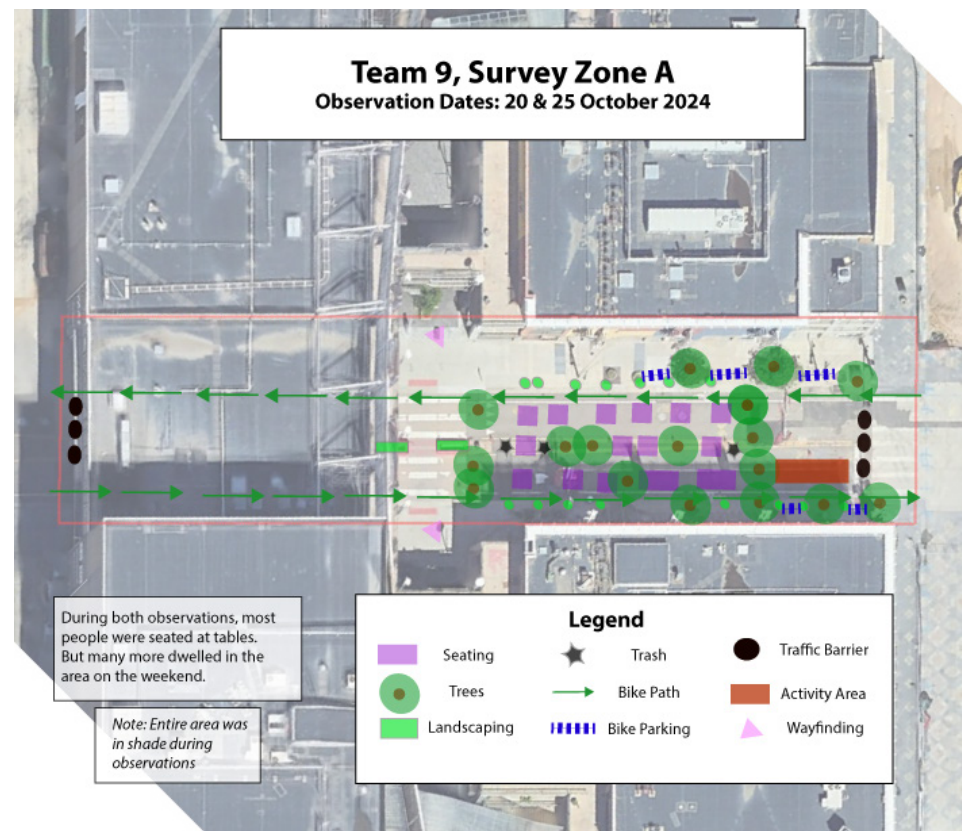 Team 9, Survey Zone A
Observation Dates: 20 & 25 October 2024
During both observations, most
people were seated at tables.
But many more dwelled in the
area on the weekend.
Note: Entire area was
in shade during
observations
Legend
Seating
Trash
Traffic Barrier
Trees
Bike Path
Activity Area
Landscaping
Bike Parking
Wayfinding